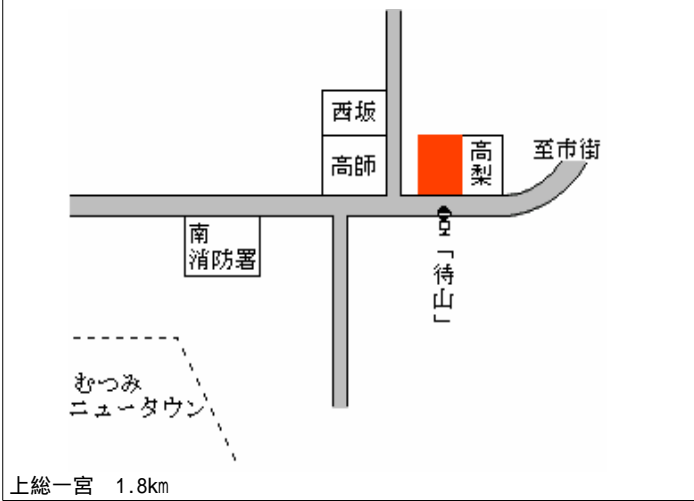 西坂
高師
高梨
至市街
南
消防署
「待山」
むつみ
ニュータウン
上総一宮　1.8km